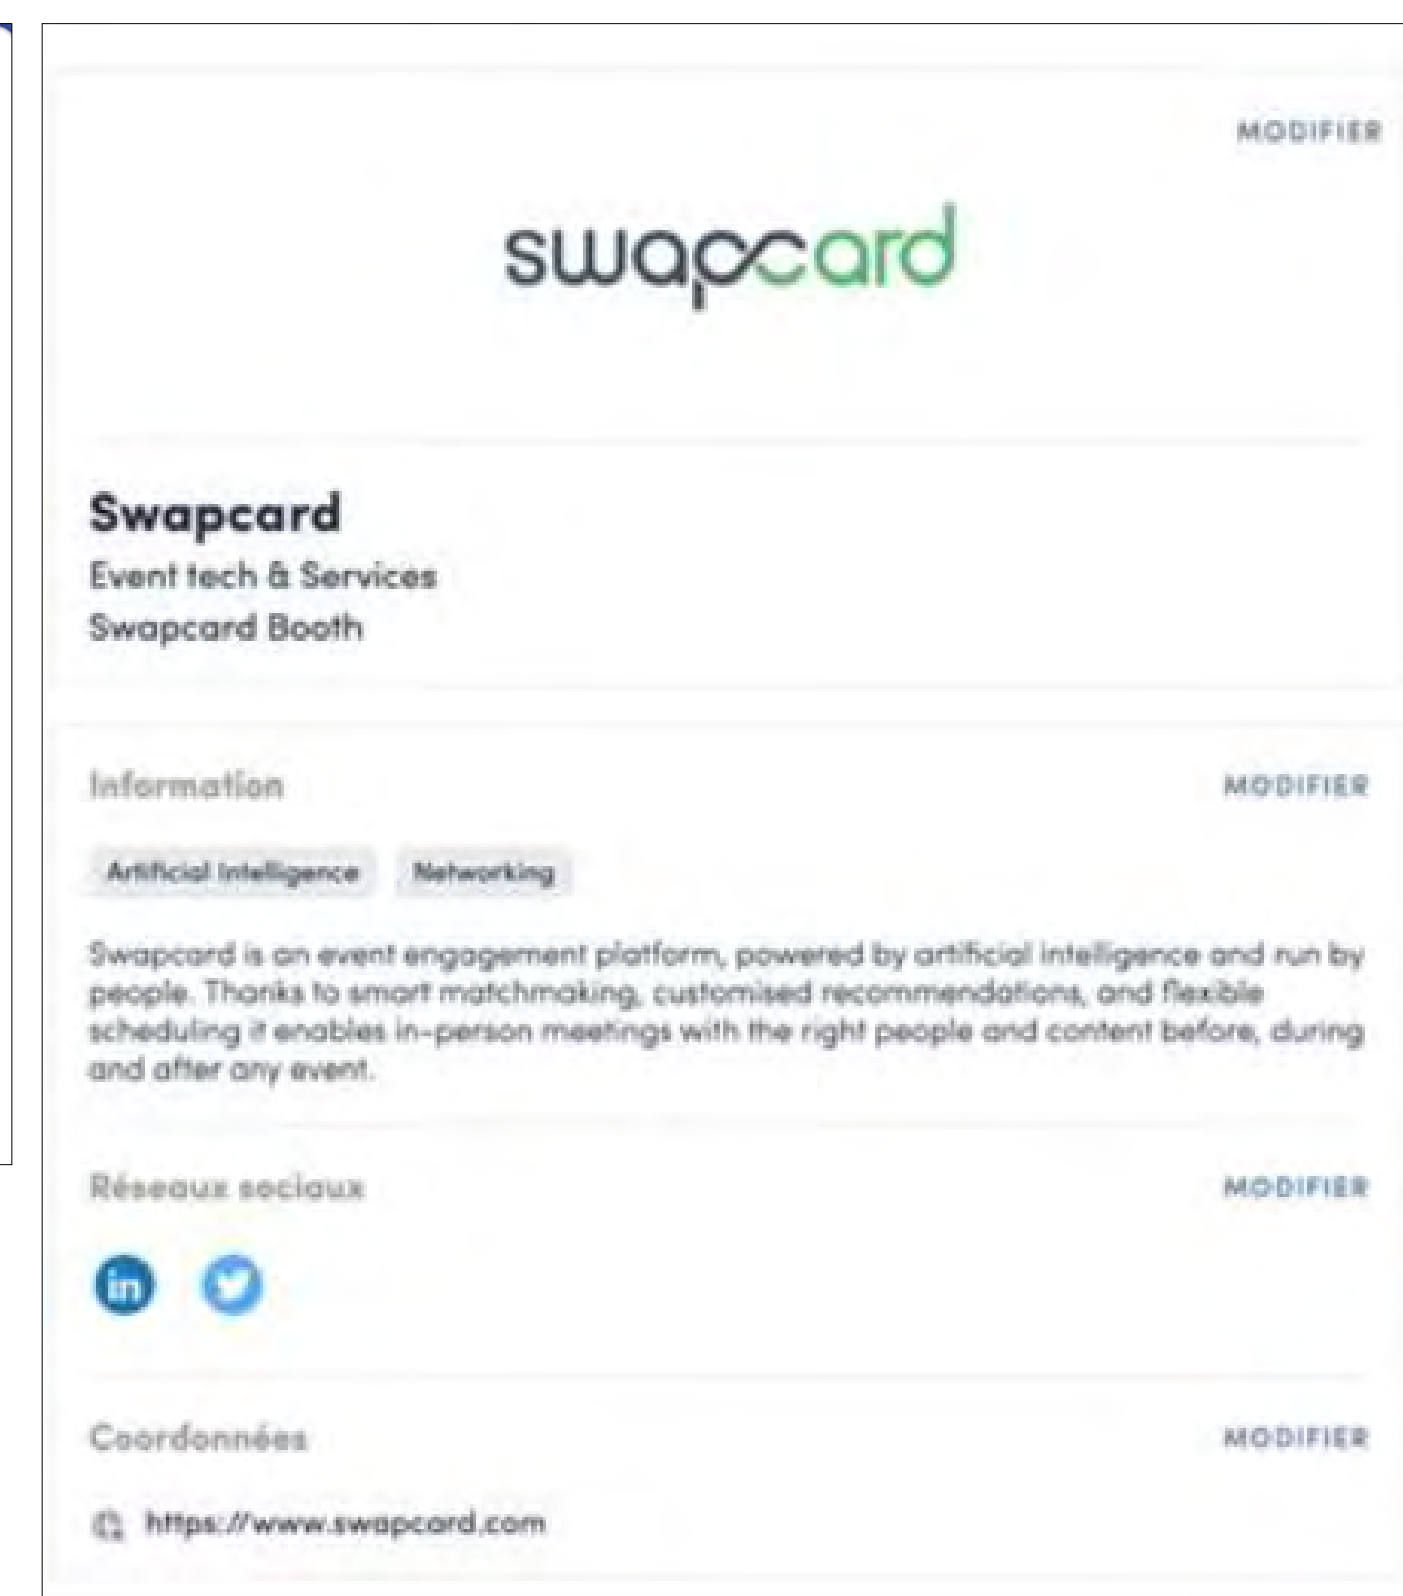 MODIFIER
swapcard
Swapcard
Event tech & Services
Swapcard Booth
Information
MODIFIER
Artificial Intelligence
Networking
Swapcard is an event engagement platform, powered by artificial intelligence and run by
people. Thanks to smart matchmaking, customised recommendations, and flexible
scheduling it enables in-person meetings with the right people and content before, during
and after any event.
Réseaux sociaux
MODIFIER
in
Coordonnées
MODIFIER
https://www.swapcard.com